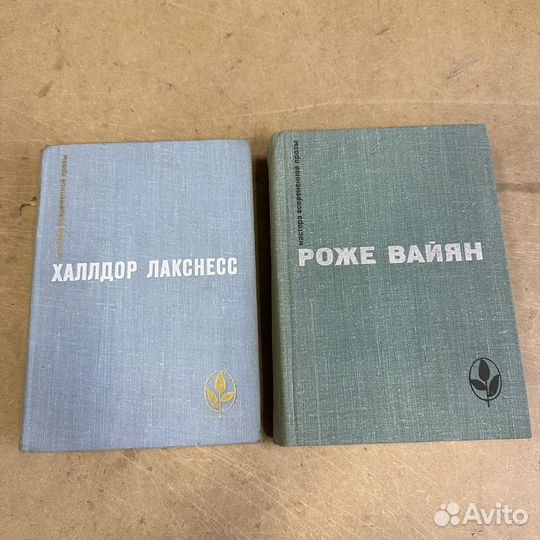 мастера современной прозы
ХАЛЛДОР ЛАКСНЕСС
мастера современной прозы
РОЖЕ ВАЙЯН
Avito